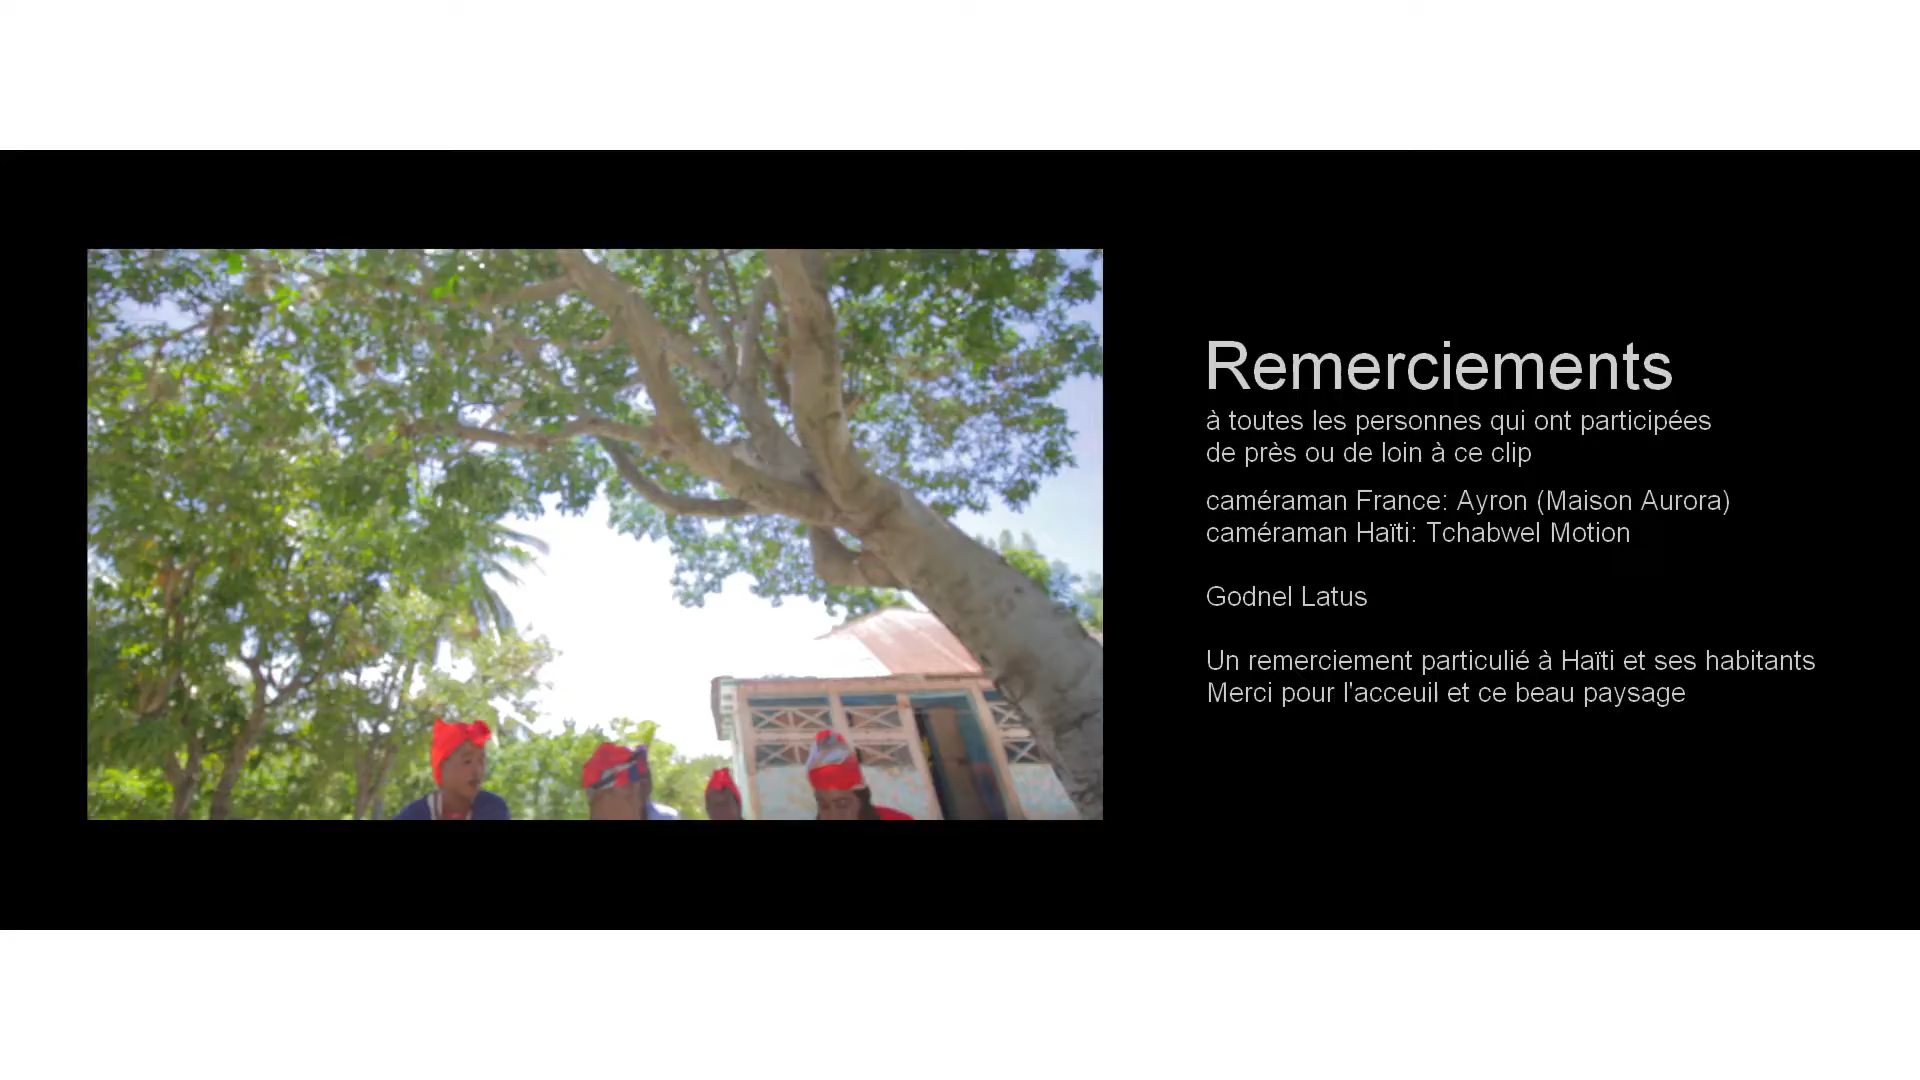 Remerciements
à toutes les personnes qui ont participées
de près ou de loin à ce clip
caméraman France: Ayron (Maison Aurora)
caméraman Haïti: Tchabwel Motion
Godnel Latus
Un remerciement particulié à Haïti et ses habitants
Merci pour l'acceuil et ce beau paysage